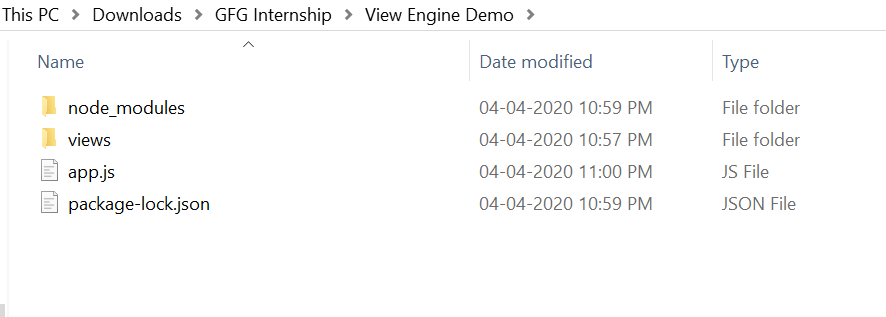 This PC > Downloads > GFG Internship > View Engine Demo >
Name Date modified Type
node_modules 04-04-2020 10:59 PM File folder
views 04-04-2020 10:57 PM File folder
app.js 04-04-2020 11:00 PM JS File
package-lock.json 04-04-2020 10:59 PM JSON File